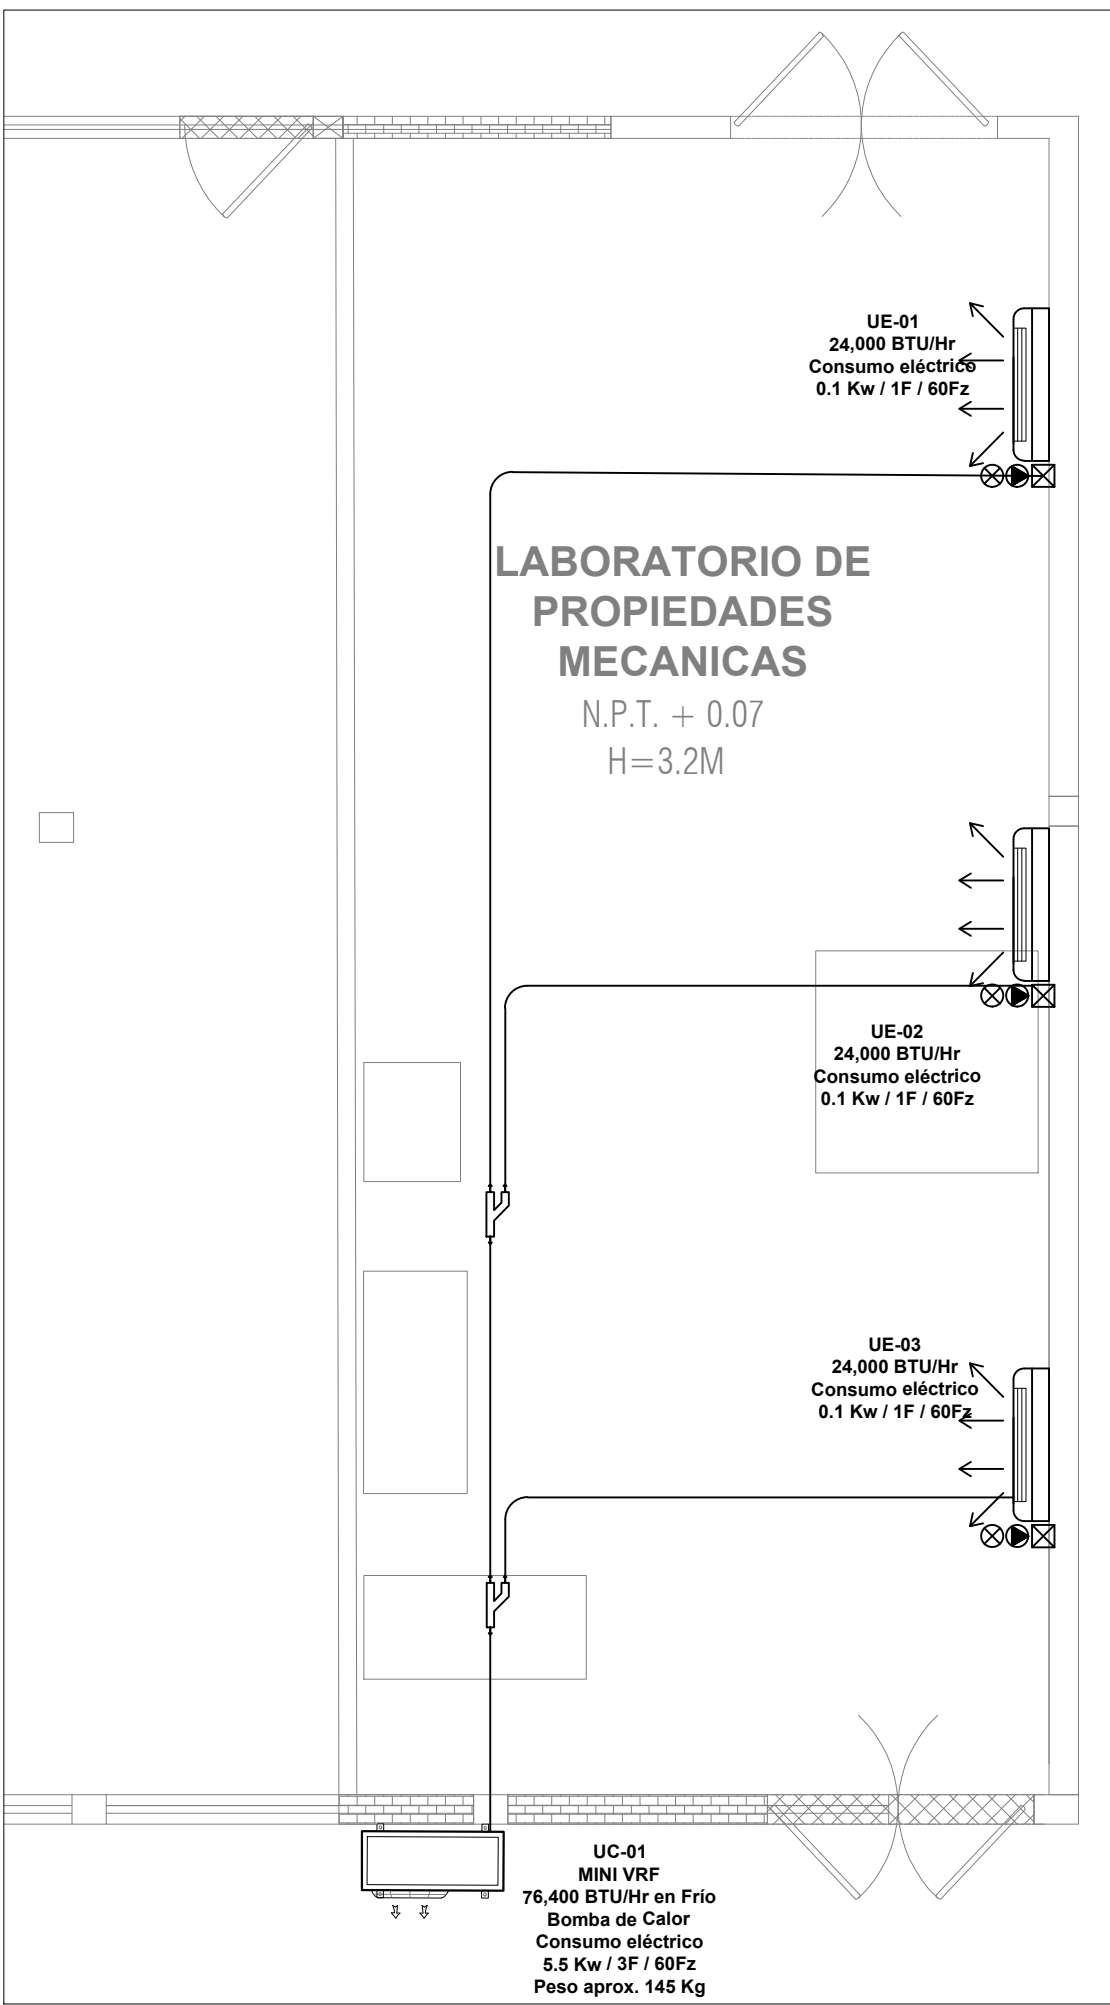 UE-01
24,000 BTU/Hr
Consumo eléctrico
0.1 Kw / 1F / 60Fz
LABORATORIO DE
PROPIEDADES
MECANICAS
N.P.T. + 0.07
H=3.2M
UE-02
24,000 BTU/Hr
Consumo eléctrico
0.1 Kw / 1F / 60Fz
UE-03
24,000 BTU/Hr
Consumo eléctrico
0.1 Kw / 1F / 60Fz
UC-01
MINI VRF
76,400 BTU/Hr en Frío
Bomba de Calor
Consumo eléctrico
5.5 Kw / 3F / 60Fz
Peso aprox. 145 Kg